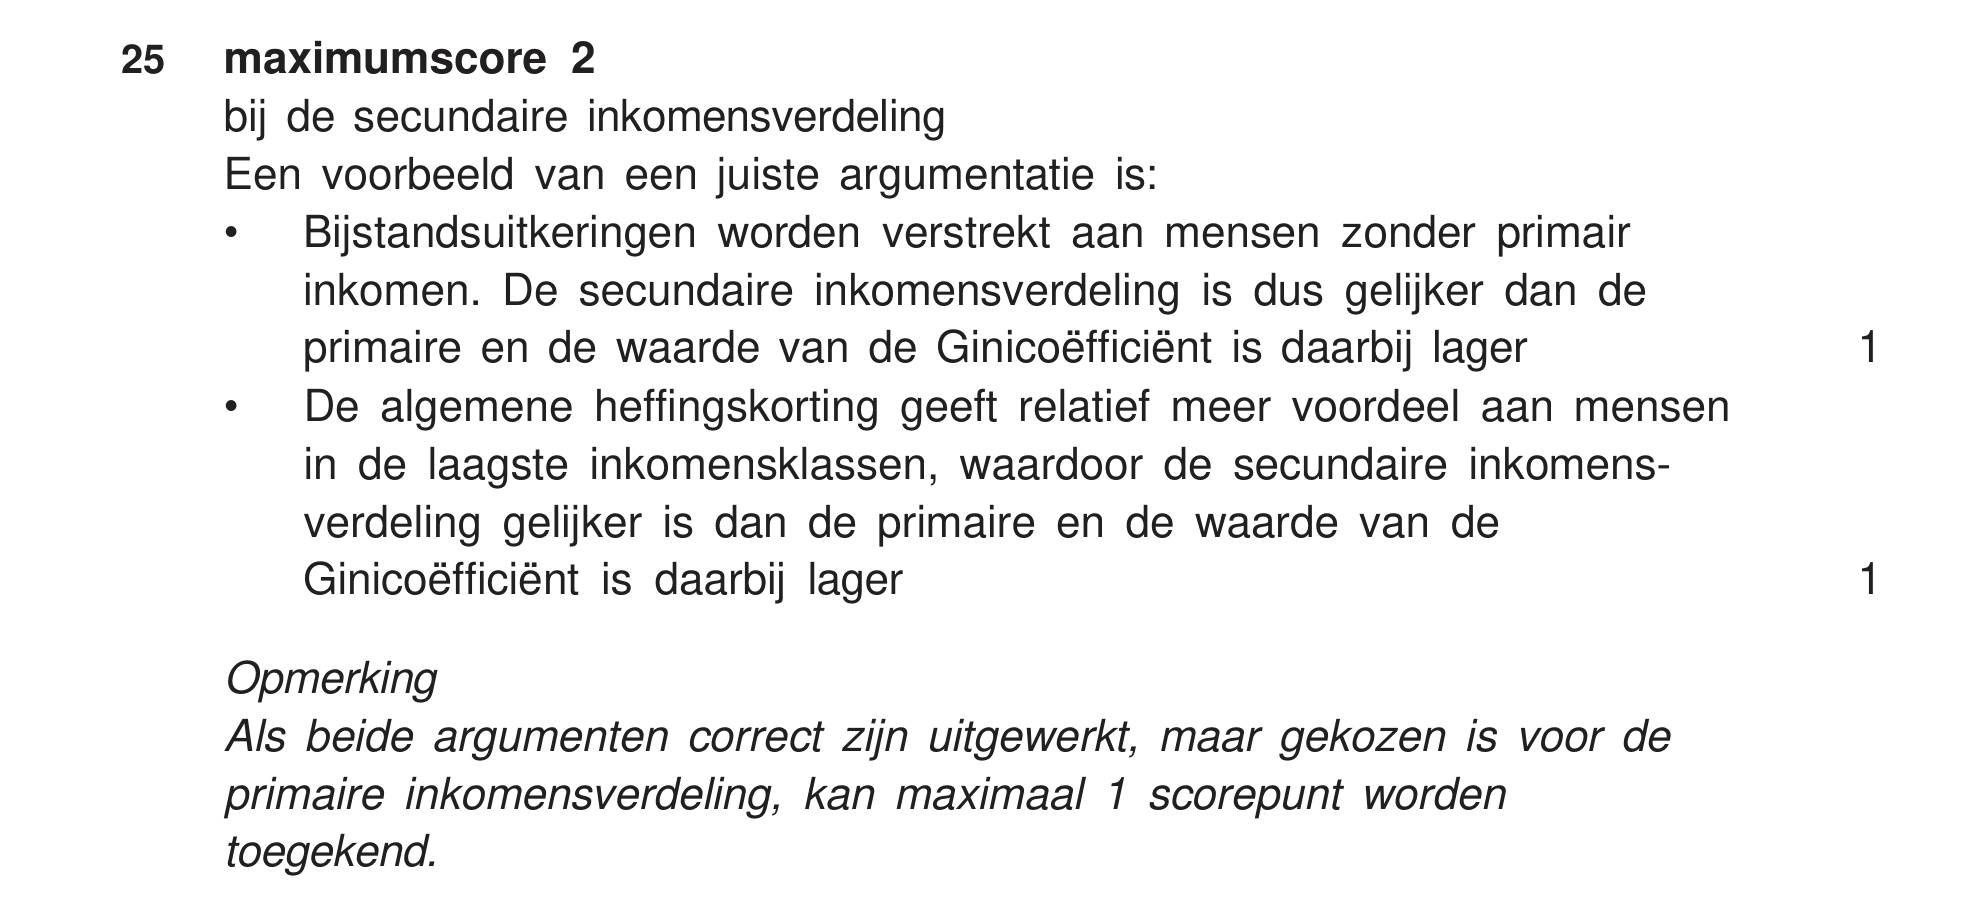 25 maximumscore 2
bij de secundaire inkomensverdeling
Een voorbeeld van een juiste argumentatie is:
• Bijstandsuitkeringen worden verstrekt aan mensen zonder primair
inkomen. De secundaire inkomensverdeling is dus gelijker dan de
primaire en de waarde van de Ginicoëfficiënt is daarbij lager 1
• De algemene heffingskorting geeft relatief meer voordeel aan mensen
in de laagste inkomensklassen, waardoor de secundaire inkomens-
verdeling gelijker is dan de primaire en de waarde van de
Ginicoëfficiënt is daarbij lager 1
Opmerking
Als beide argumenten correct zijn uitgewerkt, maar gekozen is voor de
primaire inkomensverdeling, kan maximaal 1 scorepunt worden
toegekend.